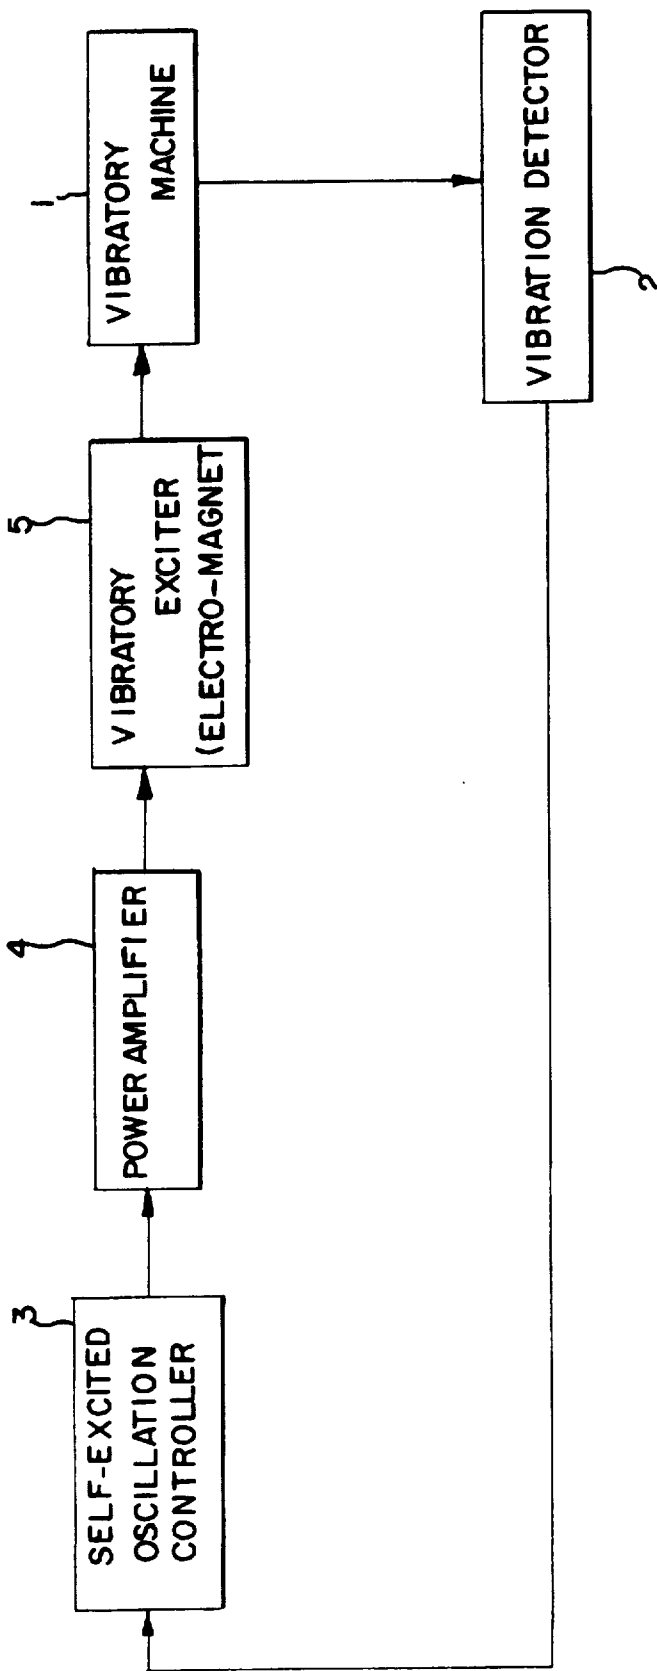 3
SELF-EXCITED
OSCILLATION
CONTROLLER
4
POWER AMPLIFIER
5
VIBRATORY
EXCITER
(ELECTRO-MAGNET
1
VIBRATORY
MACHINE
VIBRATION DETECTOR
2